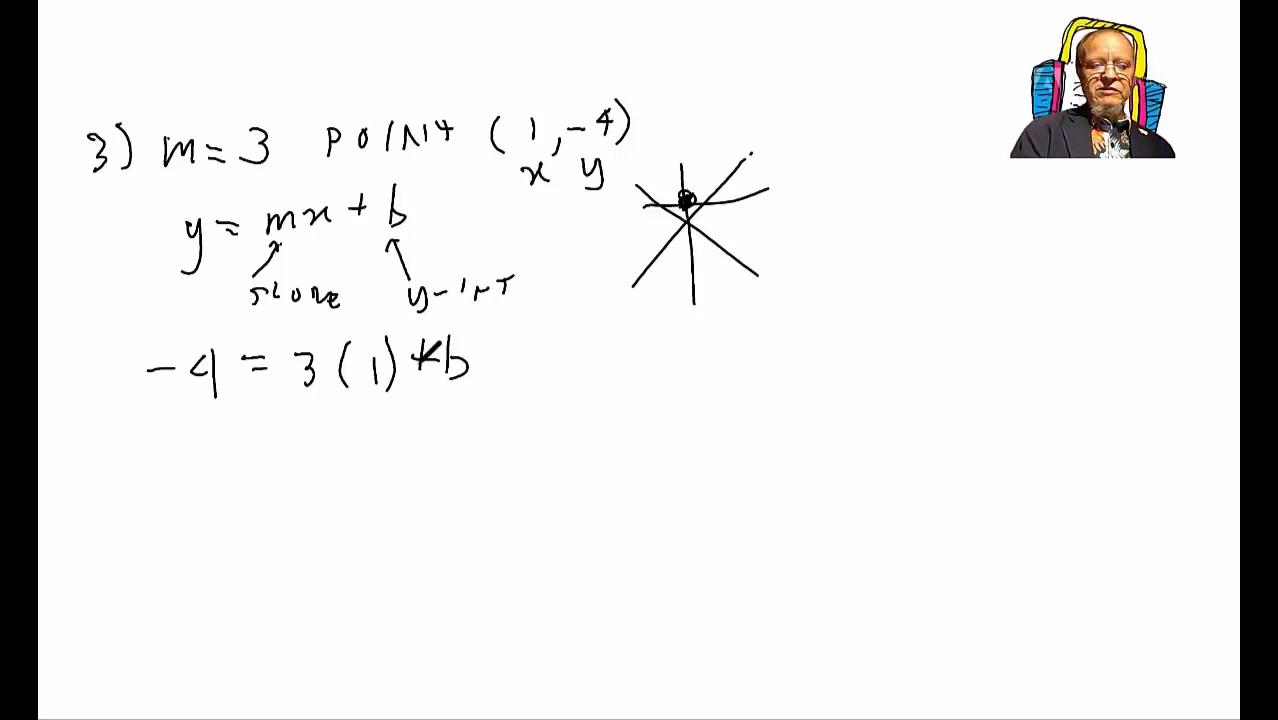 3) m = 3 POINT (1, -4)
x y
y = mx + b
SLOPE y-INT
-4 = 3(1) + b